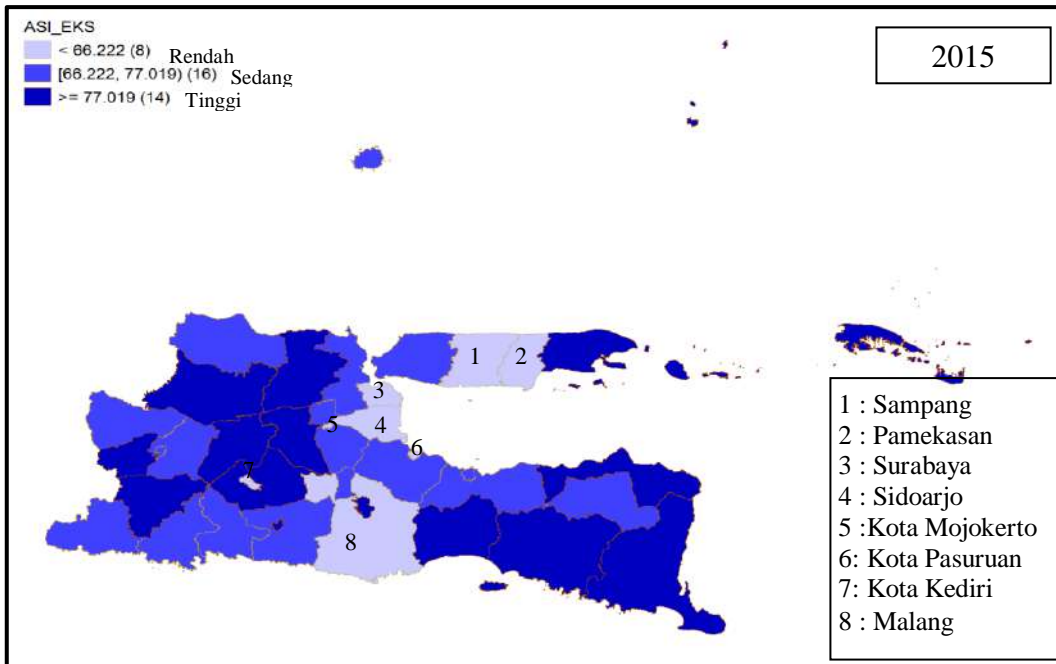 ASI_EKS
< 66.222 (8) Rendah
[66.222, 77.019) (16) Sedang
>= 77.019 (14) Tinggi
2015
1
2
3
4
5
6
7
8
1 : Sampang
2 : Pamekasan
3 : Surabaya
4 : Sidoarjo
5 :Kota Mojokerto
6: Kota Pasuruan
7: Kota Kediri
8 : Malang